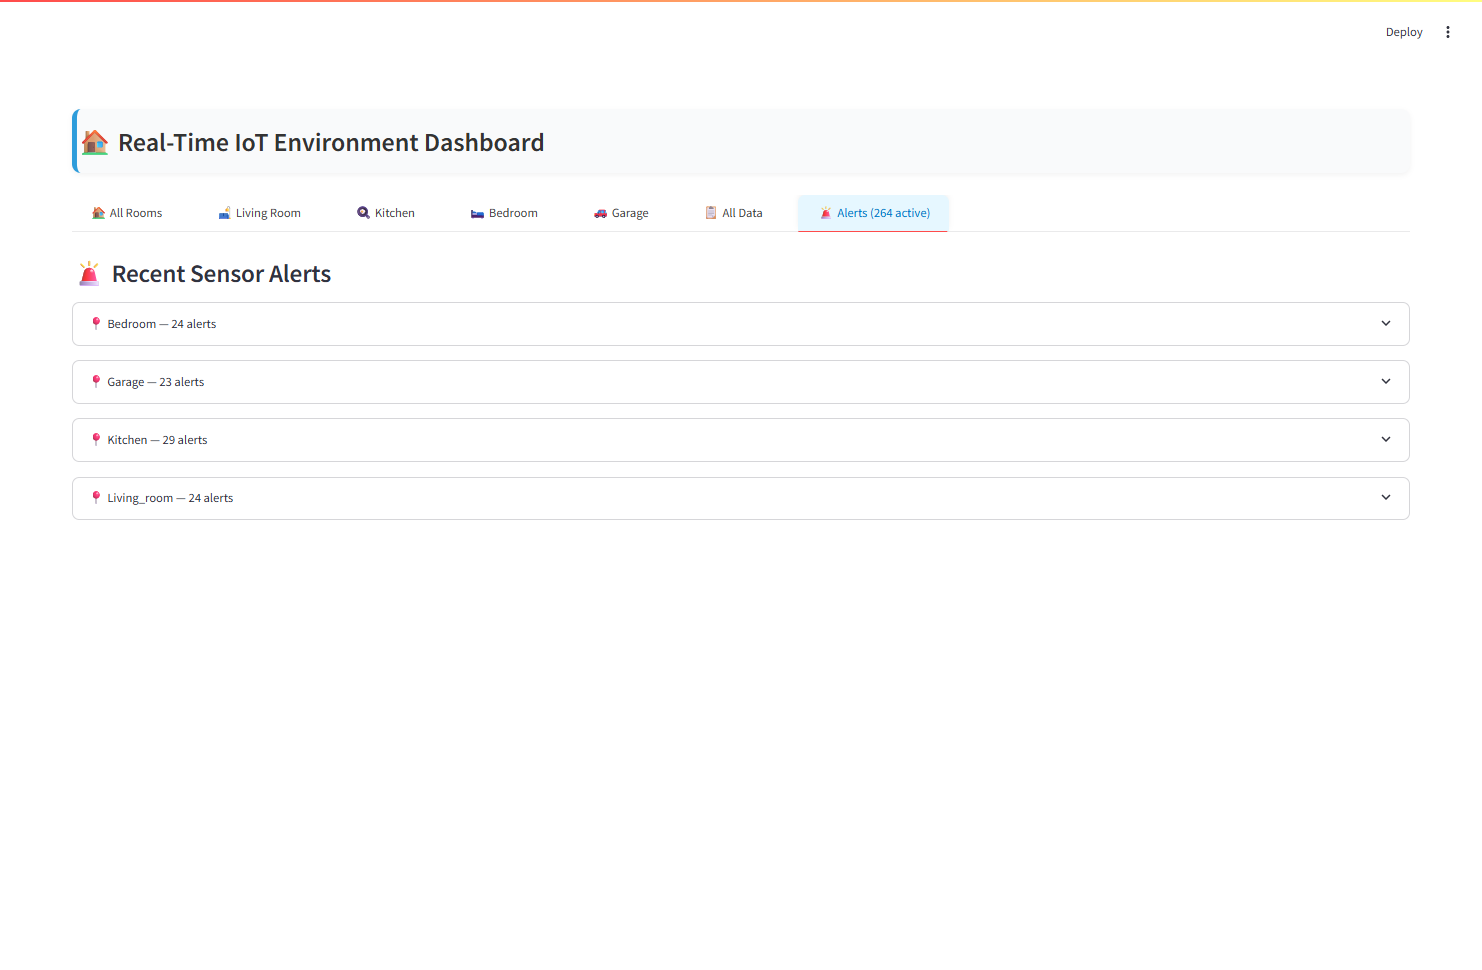 Deploy
Real-Time IoT Environment Dashboard
All Rooms
Living Room
Kitchen
Bedroom
Garage
All Data
Alerts (264 active)
Recent Sensor Alerts
Bedroom — 24 alerts
Garage — 23 alerts
Kitchen — 29 alerts
Living_room — 24 alerts